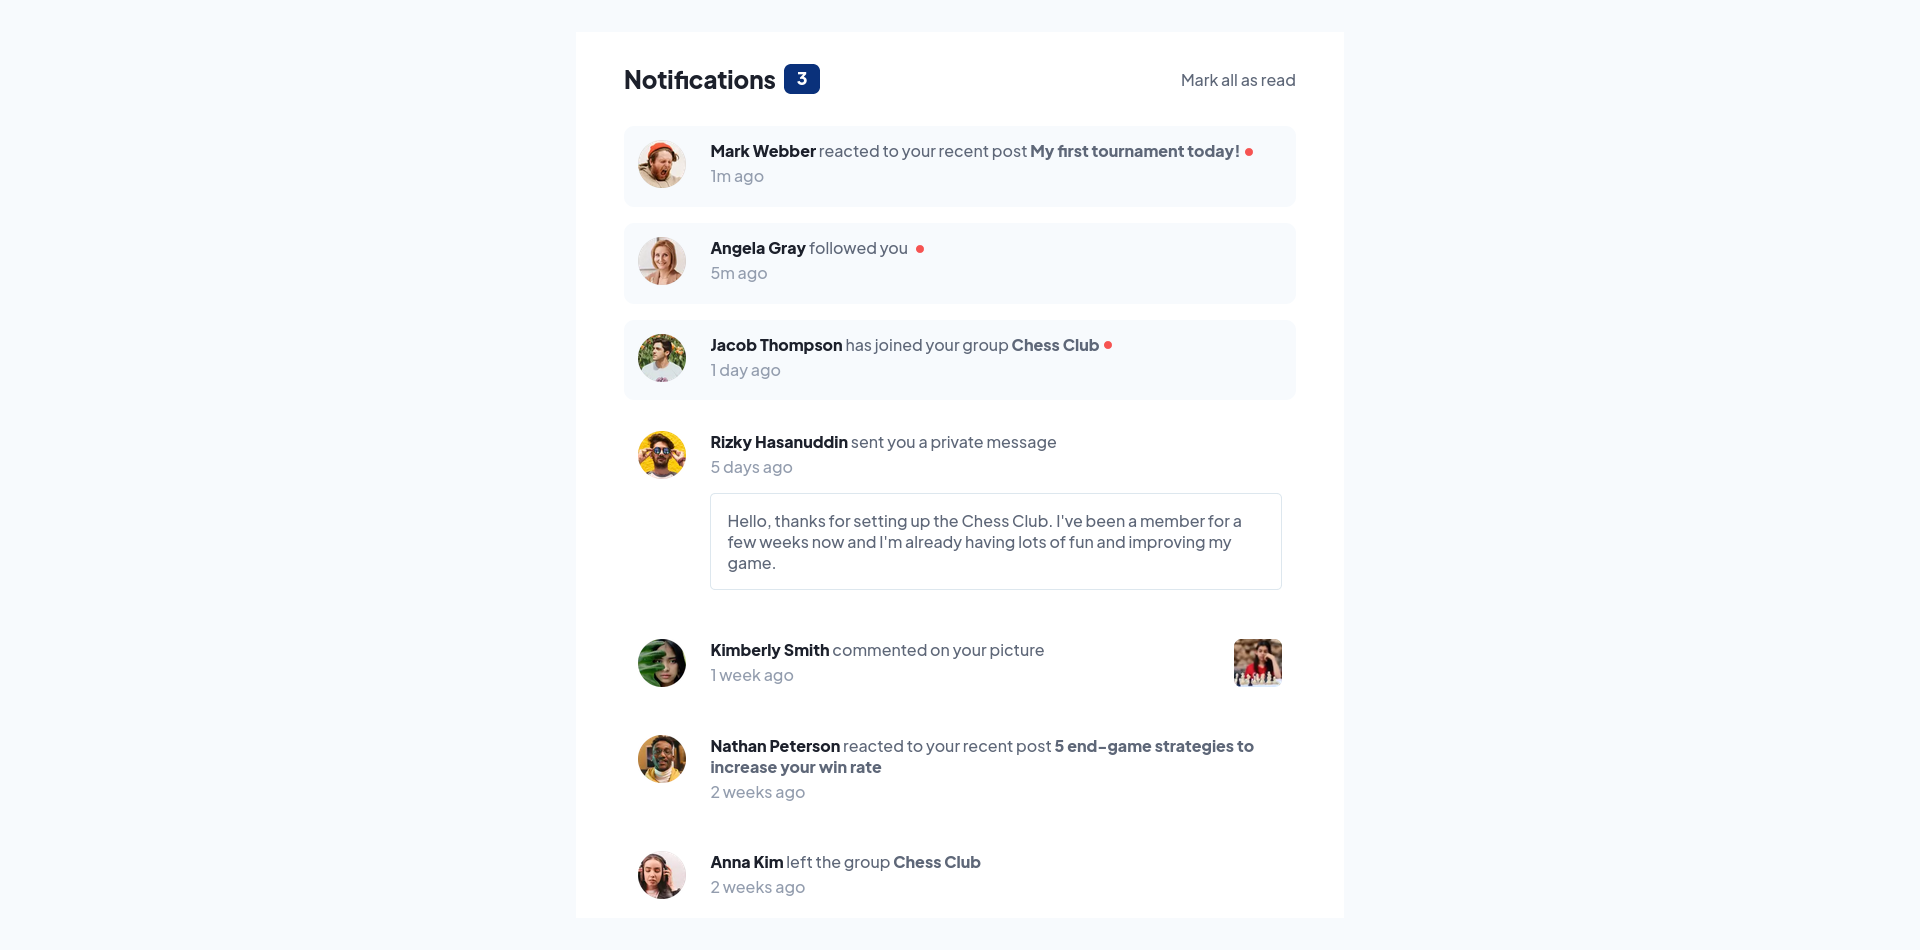 Notifications 3
Mark all as read
Mark Webber reacted to your recent post My first tournament today!
1m ago
Angela Gray followed you
5m ago
Jacob Thompson has joined your group Chess Club
1 day ago
Rizky Hasanuddin sent you a private message
5 days ago
Hello, thanks for setting up the Chess Club. I've been a member for a
few weeks now and I'm already having lots of fun and improving my
game.
Kimberly Smith commented on your picture
1 week ago
Nathan Peterson reacted to your recent post 5 end-game strategies to
increase your win rate
2 weeks ago
Anna Kim left the group Chess Club
2 weeks ago